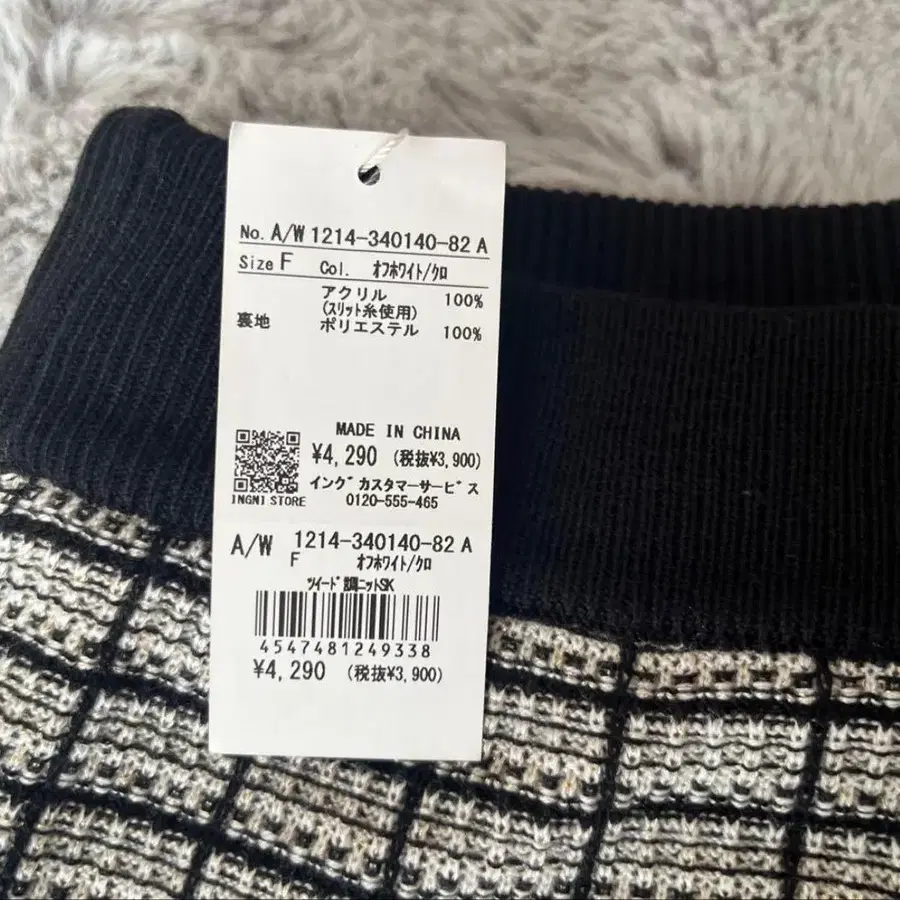 No. A/W 1214-340140-82 A
Size F Col. オフホワイト/クロ
アクリル 100%
(スリット糸使用)
裏地 ポリエステル 100%
MADE IN CHINA
¥4,290 (税抜¥3,900)
イング カスタマーサービス
INGNI STORE 0120-555-465
A/W 1214-340140-82 A
F オフホワイト/クロ
ツイード調ニットSK
4547481249338
¥4,290 (税抜¥3,900)